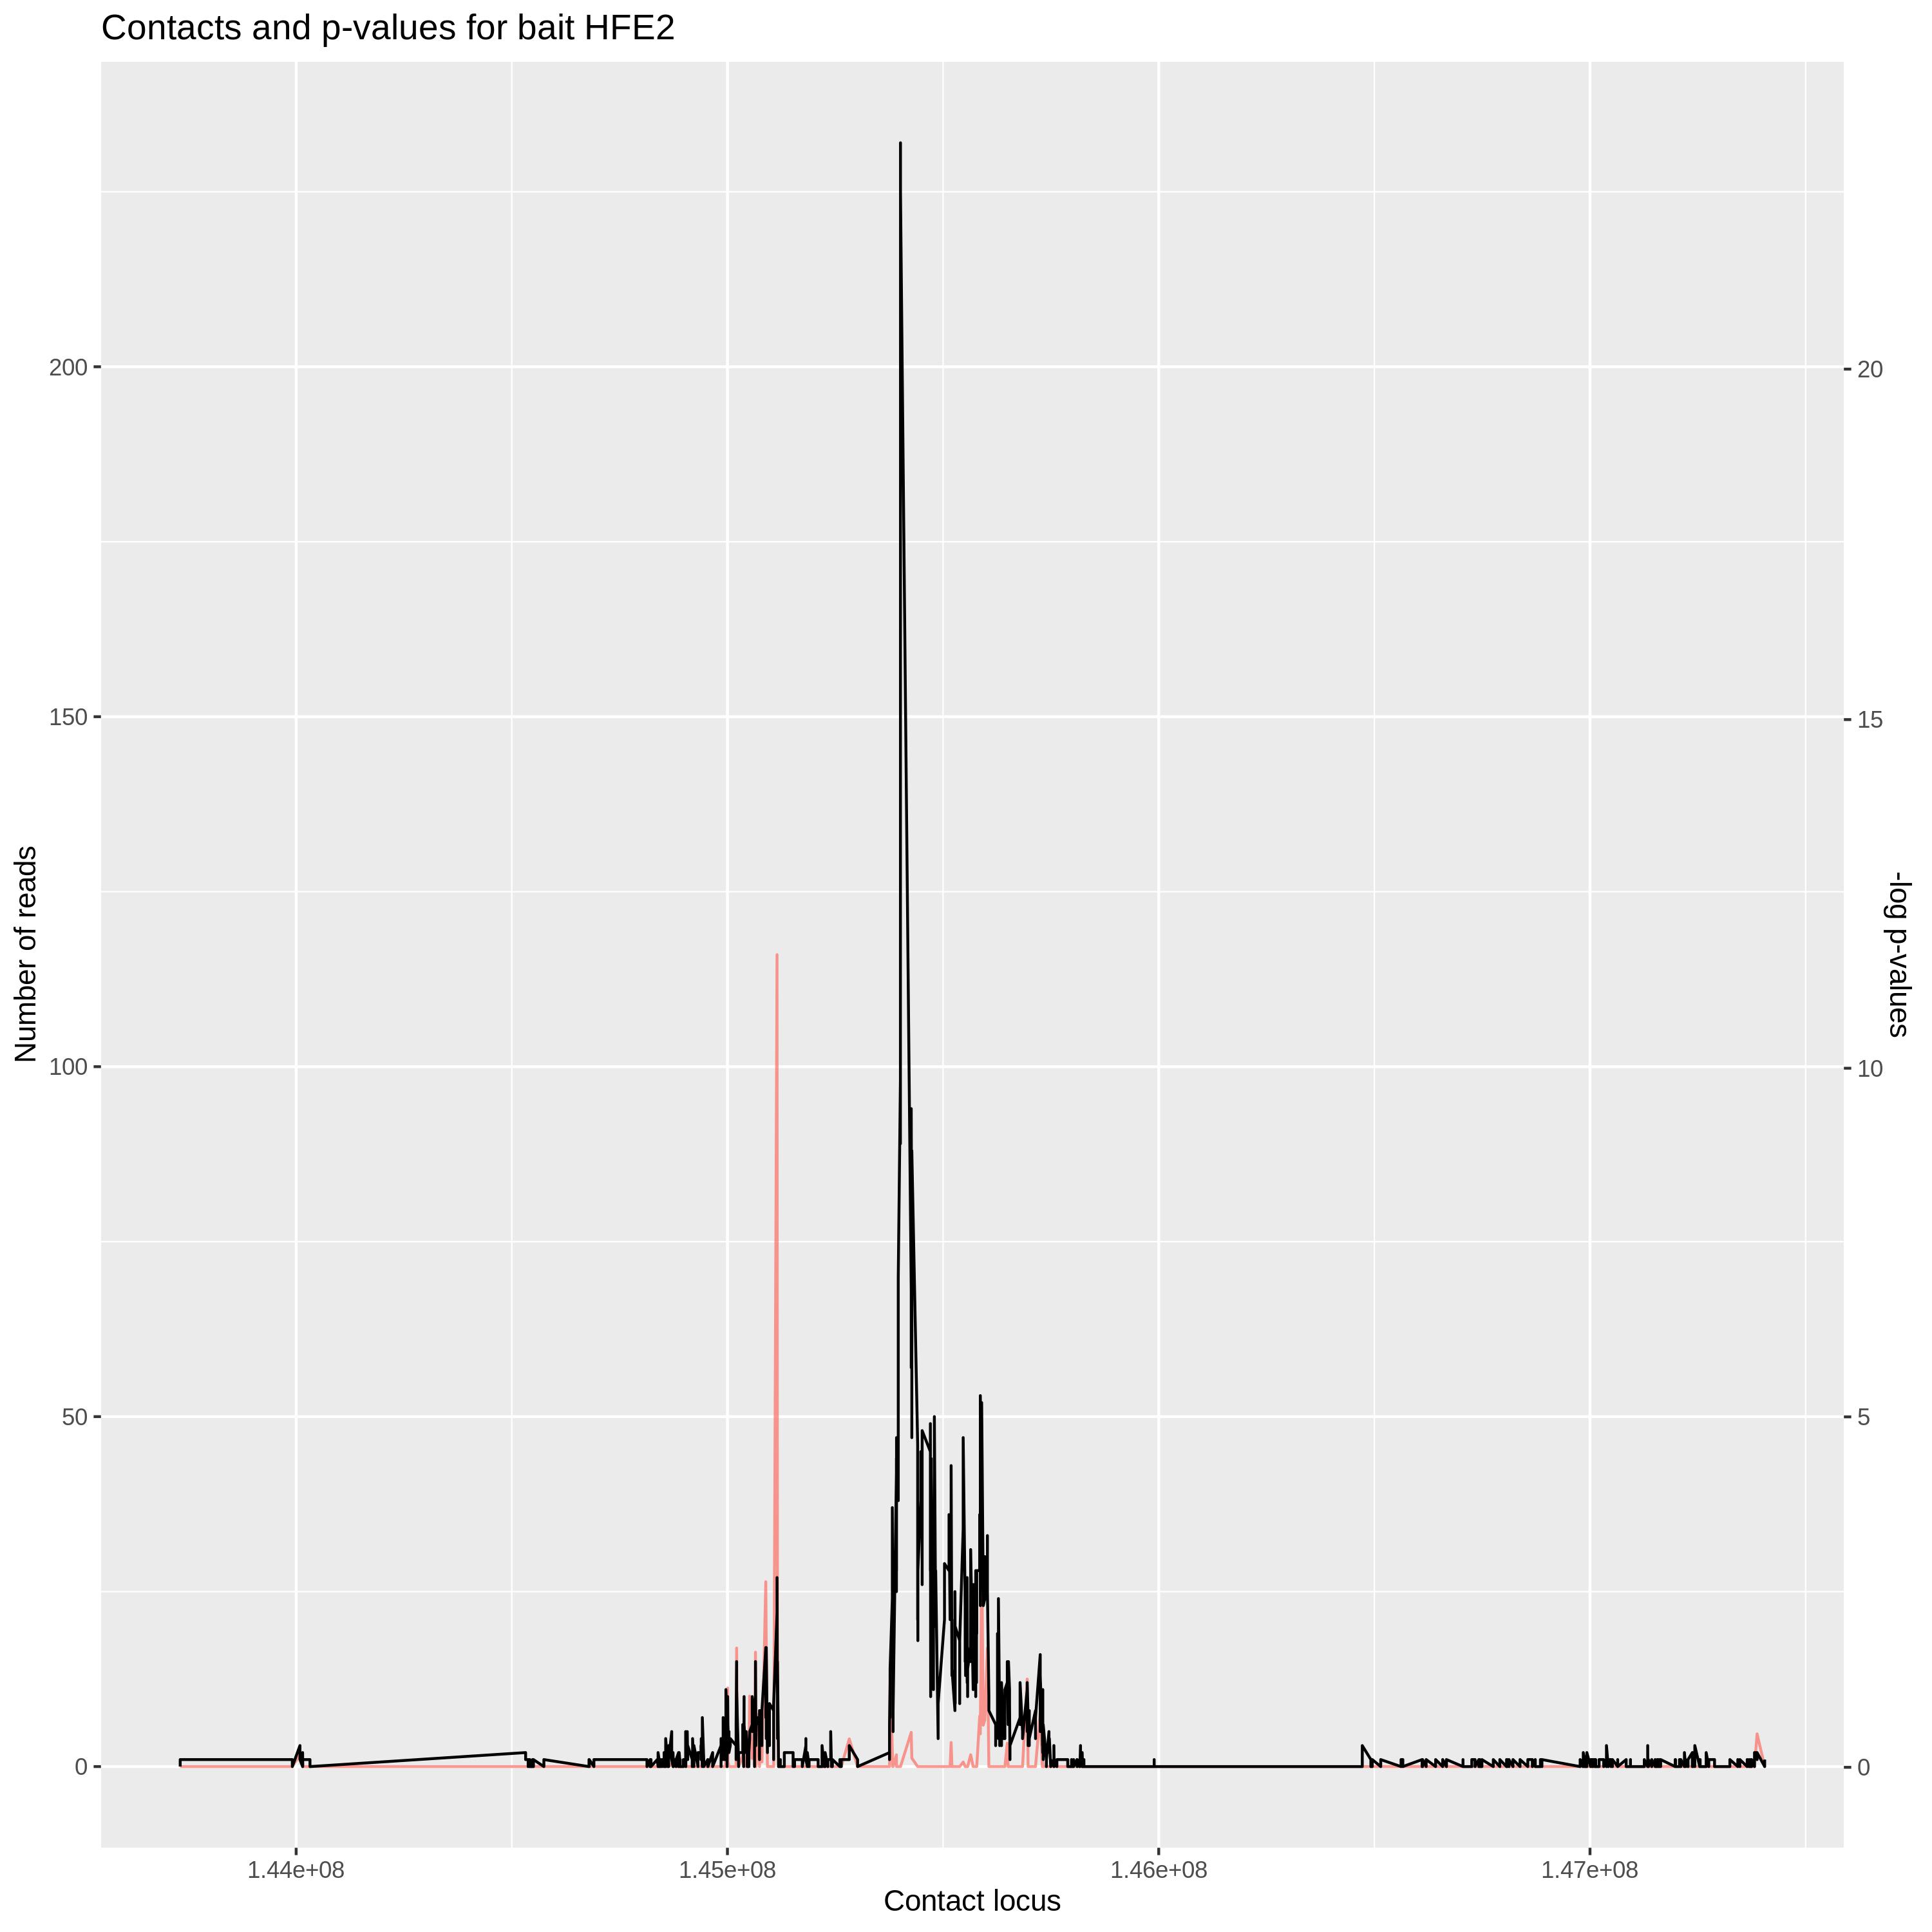 Contacts and p-values for bait HFE2
Number of reads
200
150
100
50
0
20
15
10
5
0
-log p-values
1.44e+08
1.45e+08
1.46e+08
1.47e+08
Contact locus